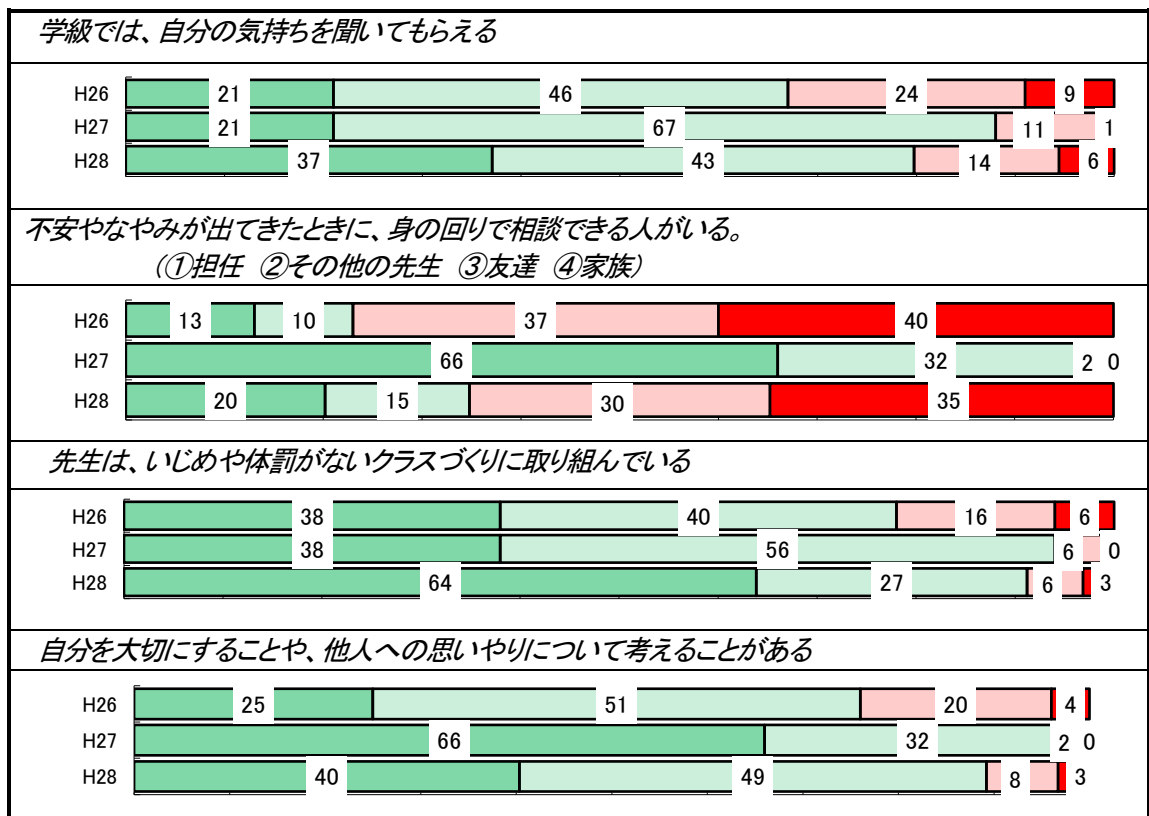 学級では、自分の気持ちを聞いてもらえる
H26 21 46 24 9
H27 21 67 11 1
H28 37 43 14 6
不安やなやみが出てきたときに、身の回りで相談できる人がいる。
（①担任 ②その他の先生 ③友達 ④家族）
H26 13 10 37 40
H27 66 32 2 0
H28 20 15 30 35
先生は、いじめや体罰がないクラスづくりに取り組んでいる
H26 38 40 16 6
H27 38 56 6 0
H28 64 27 6 3
自分を大切にすることや、他人への思いやりについて考えることがある
H26 25 51 20 4
H27 66 32 2 0
H28 40 49 8 3